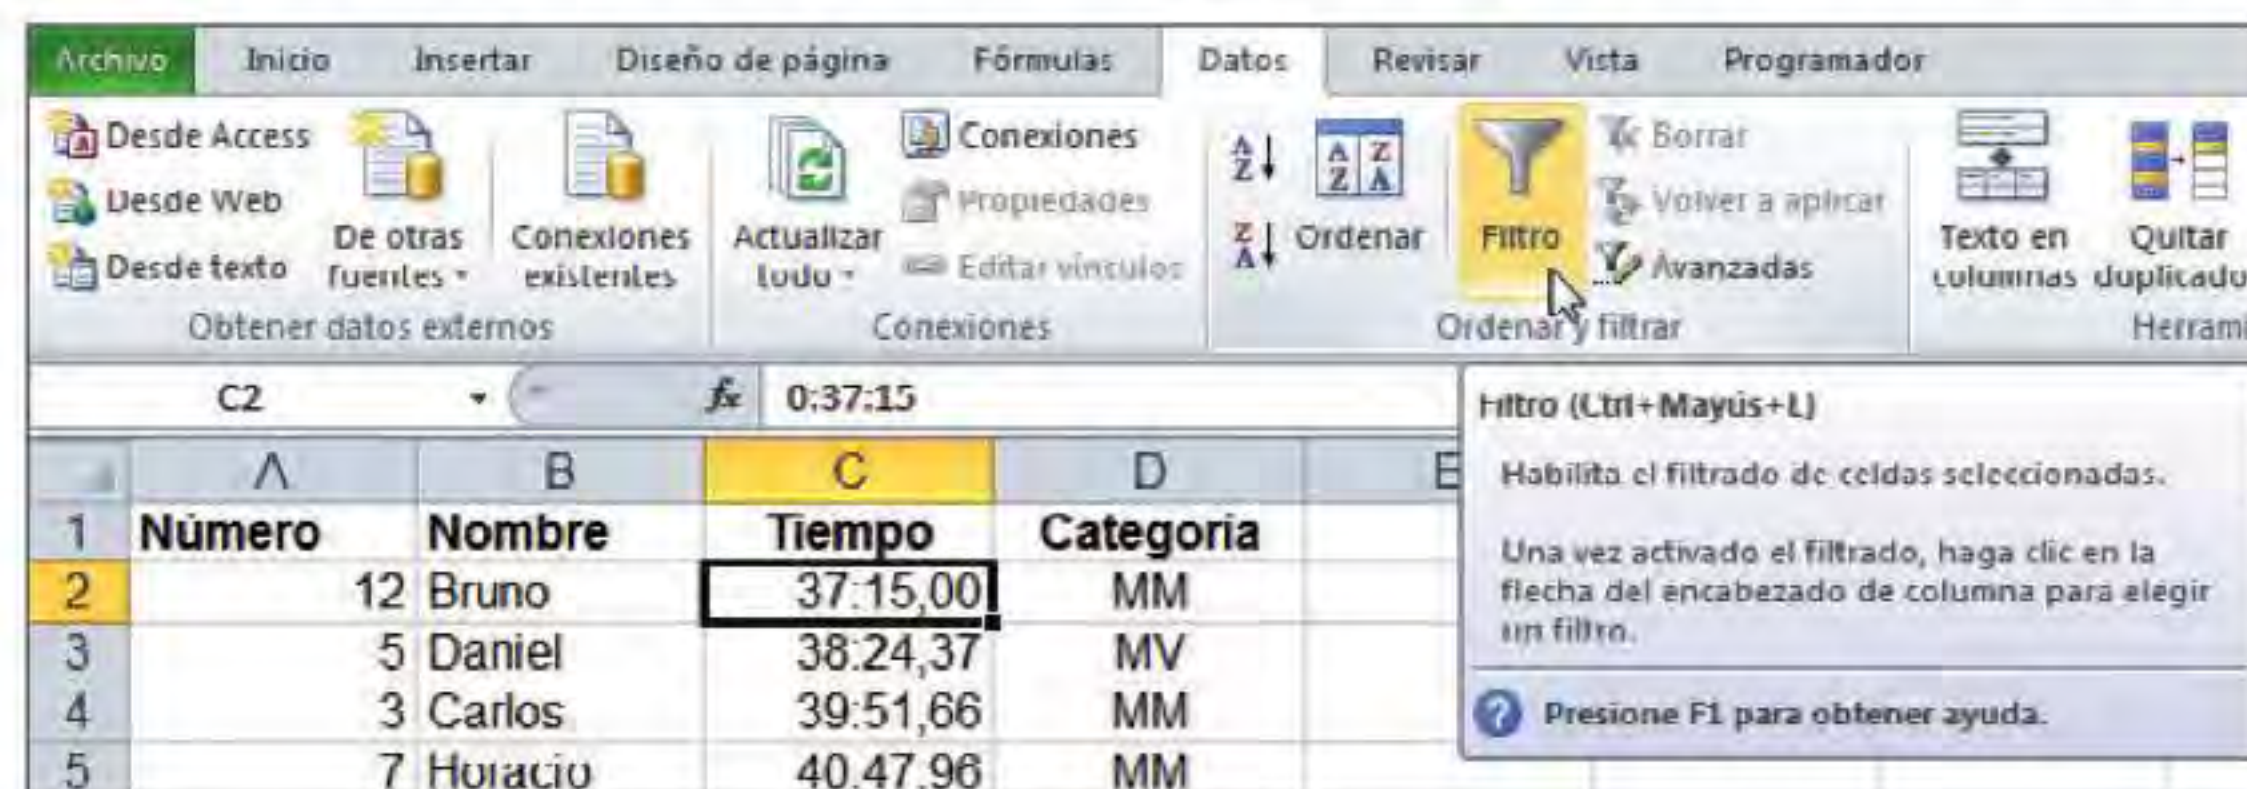 Archivo Inicio Insertar Diseño de página Fórmulas Datos Revisar Vista Programador
Desde Access
Desde Web
Desde texto
De otras
fuentes
Conexiones
existentes
Obtener datos externos
Actualizar
todo
Conexiones
Propiedades
Editar vínculos
Conexiones
Ordenar
Filtro
Borrar
Volver a aplicar
Avanzadas
Ordenar y filtrar
Texto en
columnas
Quitar
duplicado
Herrami
C2 fx 0:37:15
A B C D E
1 Número Nombre Tiempo Categoría
2 12 Bruno 37:15,00 MM
3 5 Daniel 38:24,37 MV
4 3 Carlos 39:51,66 MM
5 7 Horacio 40:47,96 MM
Filtro (Ctrl+Mayús+L)
Habilita el filtrado de celdas seleccionadas.
Una vez activado el filtrado, haga clic en la
flecha del encabezado de columna para elegir
un filtro.
Presione F1 para obtener ayuda.